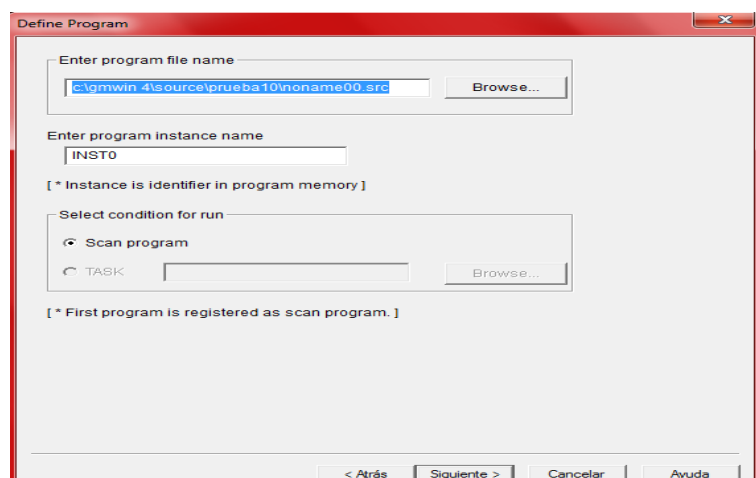 Define Program
Enter program file name
c:\gmwin 4\source\prueba10\noname00.src
Browse...
Enter program instance name
INST0
[ * Instance is identifier in program memory ]
Select condition for run
Scan program
TASK
Browse...
[ * First program is registered as scan program. ]
< Atrás
Siguiente >
Cancelar
Ayuda